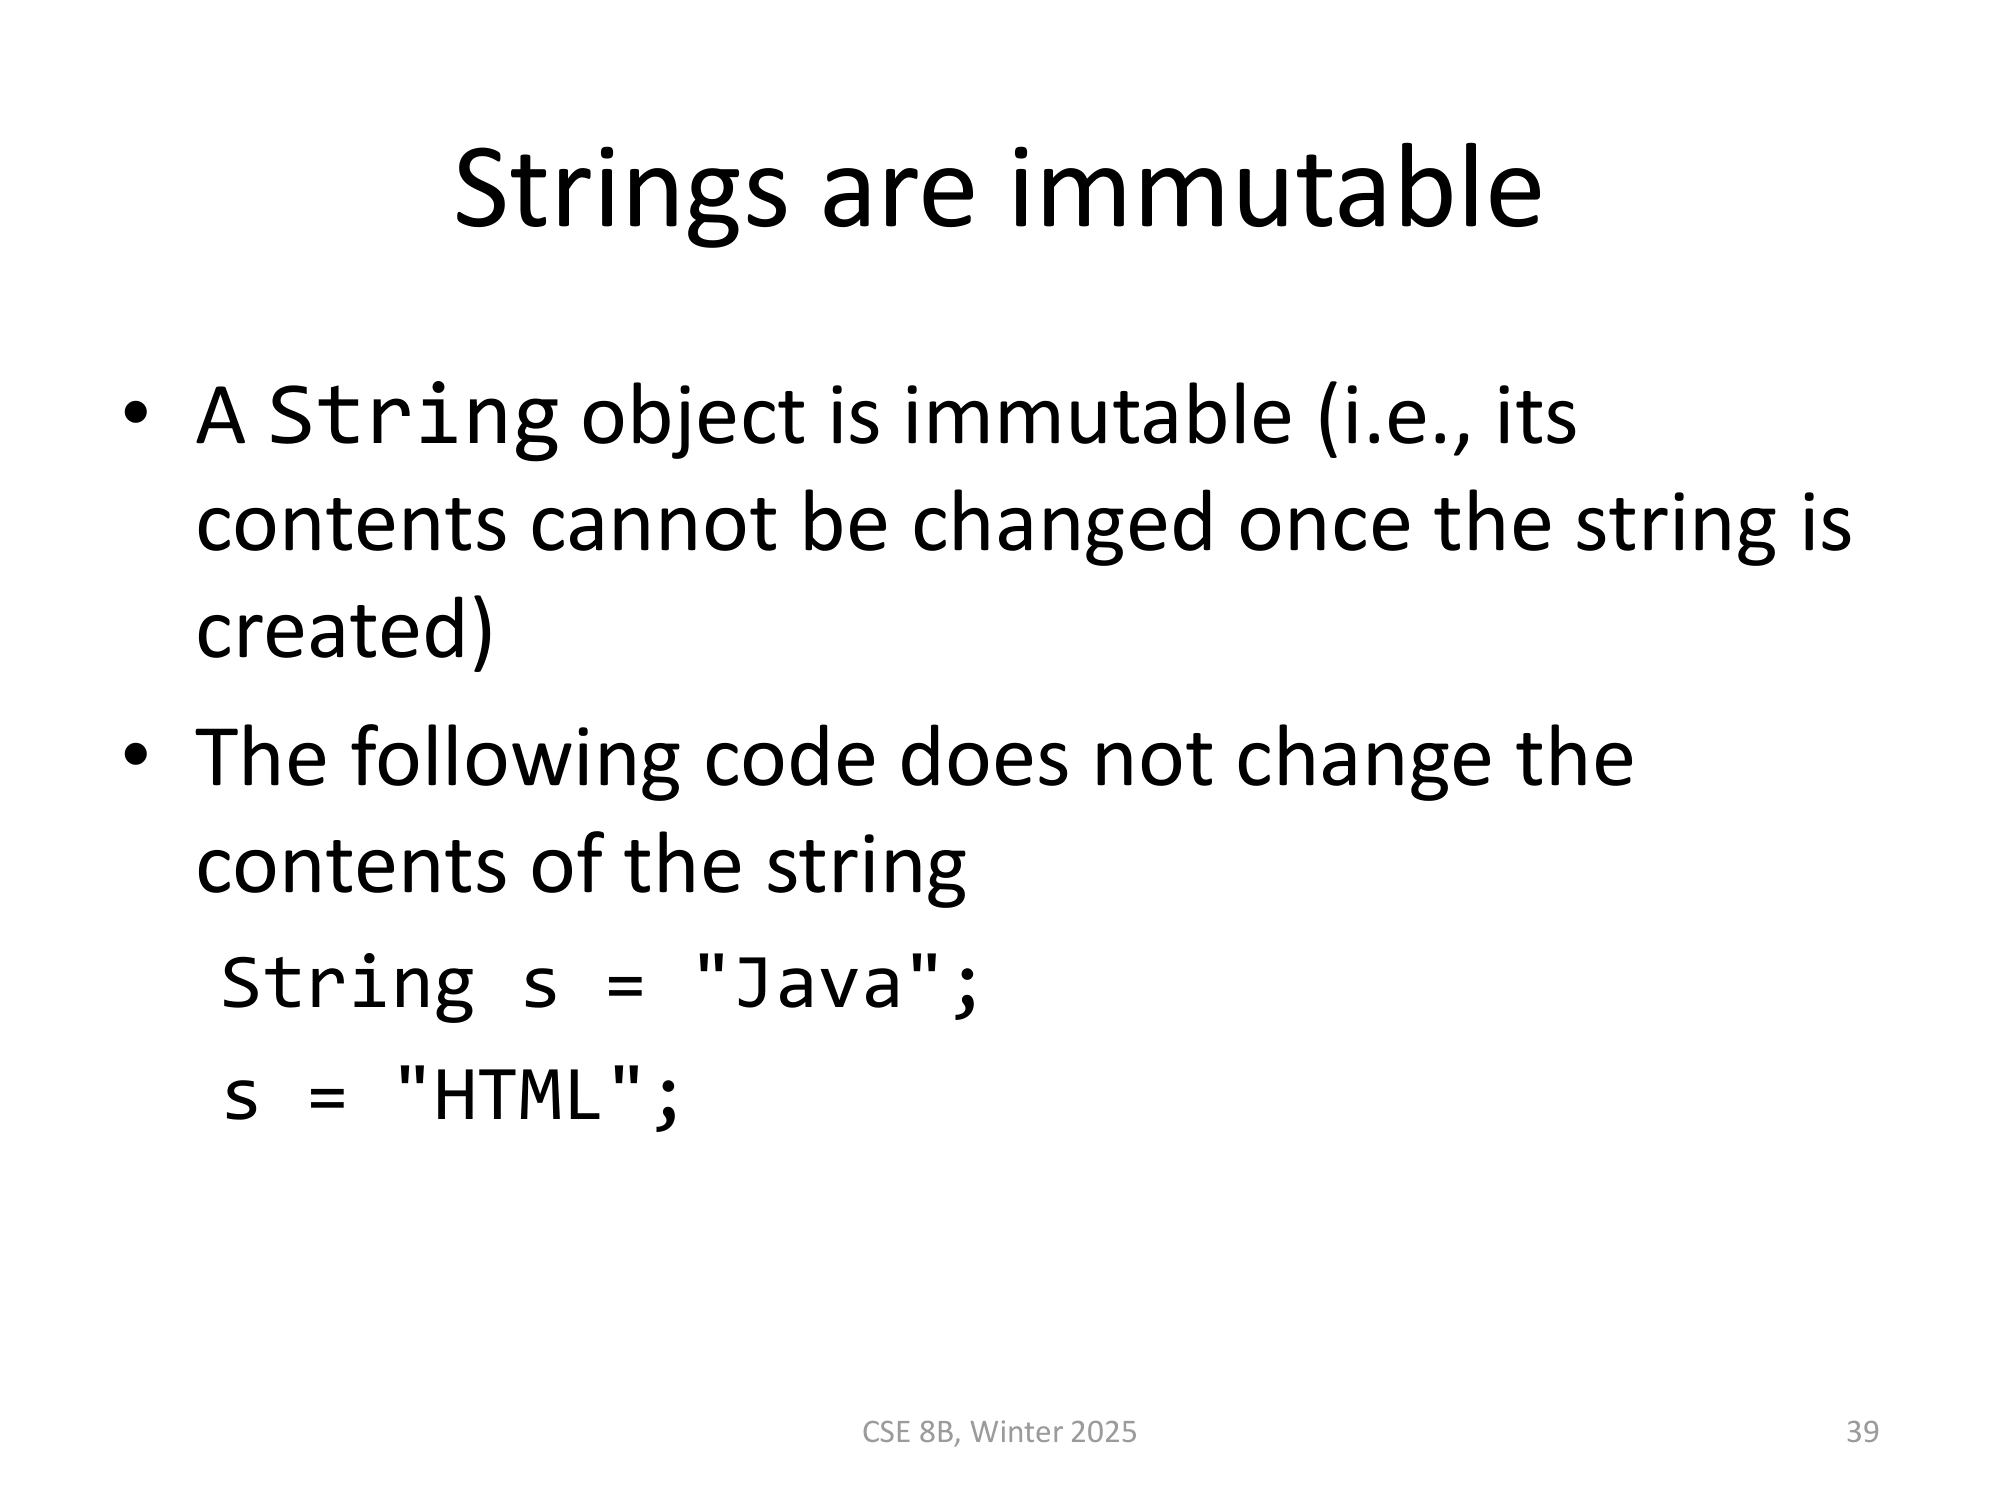 Strings are immutable
• A String object is immutable (i.e., its
contents cannot be changed once the string is
created)
• The following code does not change the
contents of the string
String s = "Java";
s = "HTML";
CSE 8B, Winter 2025
39